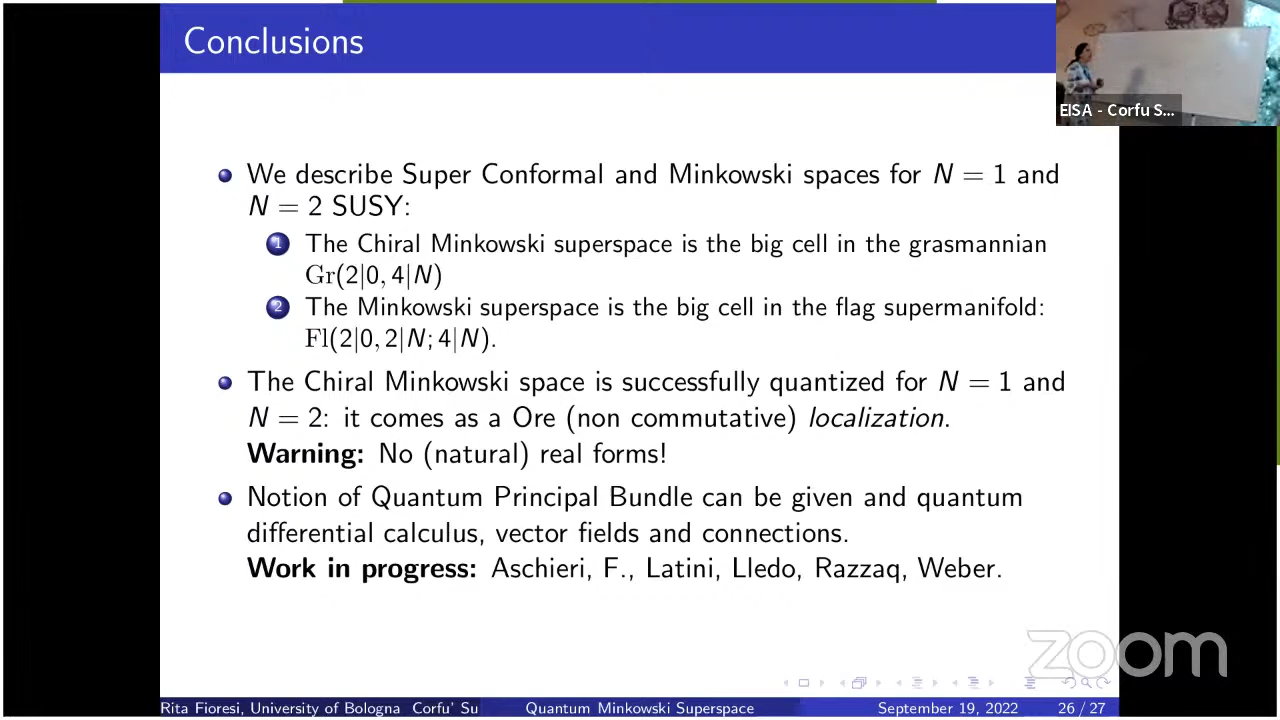 Conclusions
EISA - Corfu S...
We describe Super Conformal and Minkowski spaces for N = 1 and
N = 2 SUSY:
1 The Chiral Minkowski superspace is the big cell in the grasmannian
Gr(2|0, 4|N)
2 The Minkowski superspace is the big cell in the flag supermanifold:
Fl(2|0, 2|N; 4|N).
The Chiral Minkowski space is successfully quantized for N = 1 and
N = 2: it comes as a Ore (non commutative) localization.
Warning: No (natural) real forms!
Notion of Quantum Principal Bundle can be given and quantum
differential calculus, vector fields and connections.
Work in progress: Aschieri, F., Latini, Lledo, Razzaq, Weber.
zoom
Rita Fioresi, University of Bologna Corfu' Su Quantum Minkowski Superspace September 19, 2022 26 / 27